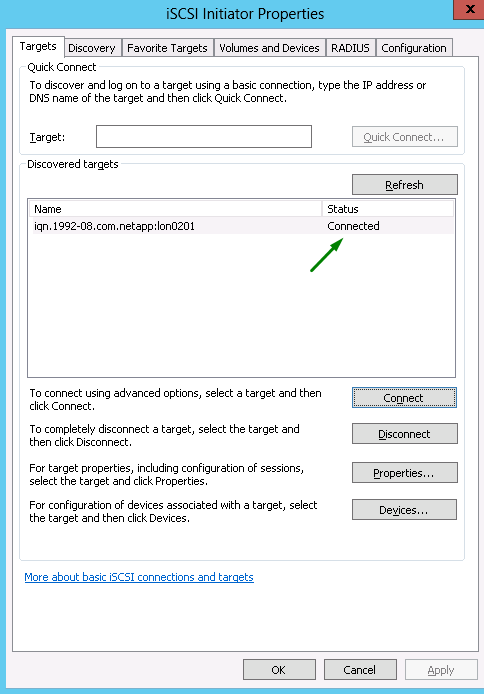 iSCSI Initiator Properties
x
Targets Discovery Favorite Targets Volumes and Devices RADIUS Configuration
Quick Connect
To discover and log on to a target using a basic connection, type the IP address or
DNS name of the target and then click Quick Connect.
Target:
Quick Connect...
Discovered targets
Refresh
Name Status
iqn.1992-08.com.netapp:lon0201 Connected
To connect using advanced options, select a target and then
click Connect.
Connect
To completely disconnect a target, select the target and
then click Disconnect.
Disconnect
For target properties, including configuration of sessions,
select the target and click Properties.
Properties...
For configuration of devices associated with a target, select
the target and then click Devices.
Devices...
More about basic iSCSI connections and targets
OK Cancel Apply